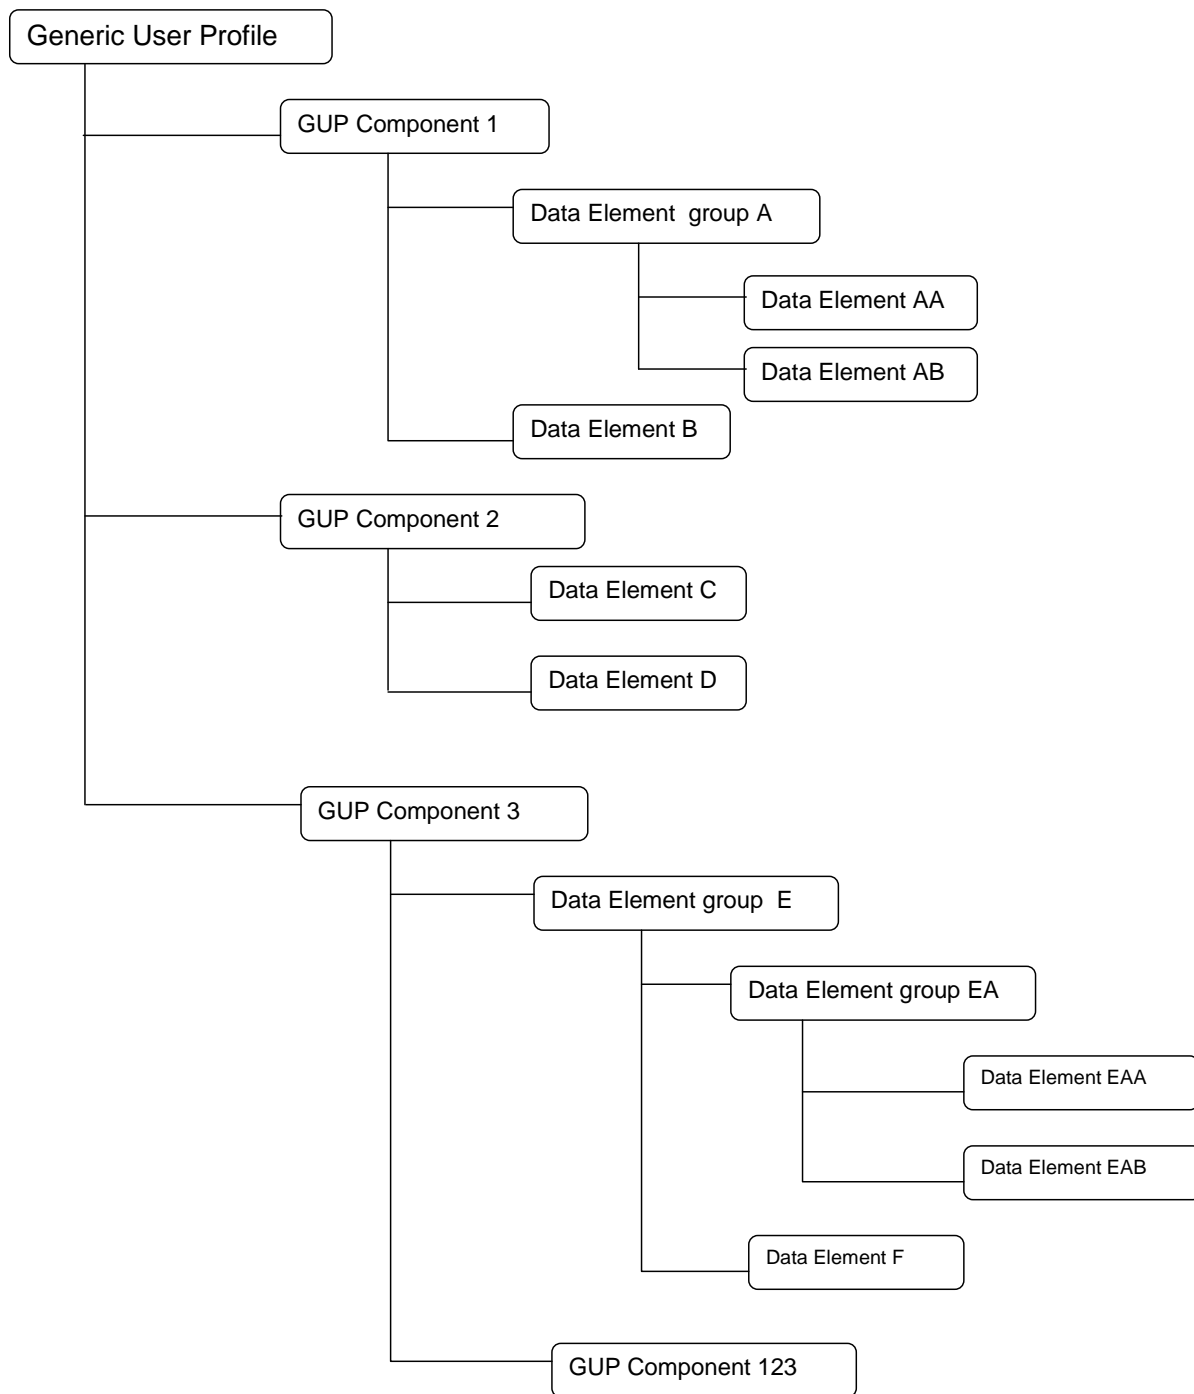 Generic User Profile
GUP Component 1
Data Element group A
Data Element AA
Data Element AB
Data Element B
GUP Component 2
Data Element C
Data Element D
GUP Component 3
Data Element group E
Data Element group EA
Data Element EAA
Data Element EAB
Data Element F
GUP Component 123